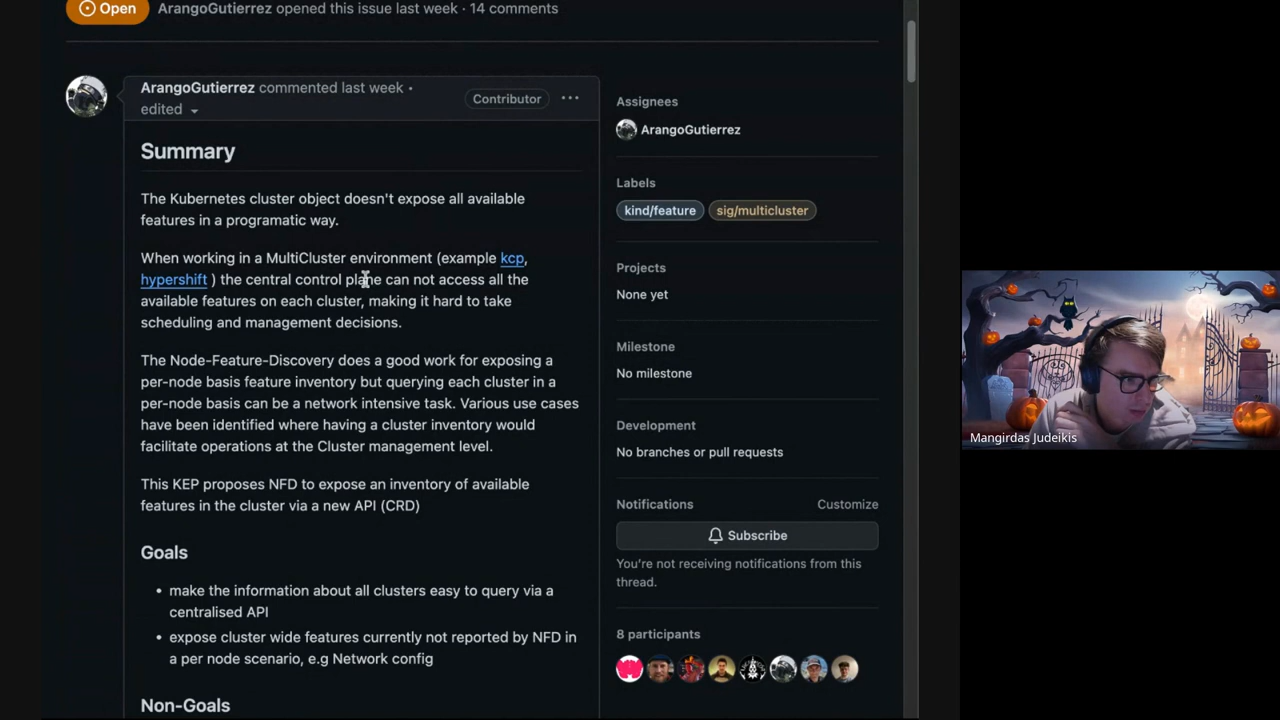 Open
ArangoGutierrez opened this issue last week · 14 comments
ArangoGutierrez commented last week •
edited
Contributor
Summary
The Kubernetes cluster object doesn't expose all available
features in a programatic way.
When working in a MultiCluster environment (example kcp,
hypershift ) the central control plane can not access all the
available features on each cluster, making it hard to take
scheduling and management decisions.
The Node-Feature-Discovery does a good work for exposing a
per-node basis feature inventory but querying each cluster in a
per-node basis can be a network intensive task. Various use cases
have been identified where having a cluster inventory would
facilitate operations at the Cluster management level.
This KEP proposes NFD to expose an inventory of available
features in the cluster via a new API (CRD)
Goals
• make the information about all clusters easy to query via a
centralised API
• expose cluster wide features currently not reported by NFD in
a per node scenario, e.g Network config
Non-Goals
Assignees
ArangoGutierrez
Labels
kind/feature sig/multicluster
Projects
None yet
Milestone
No milestone
Development
No branches or pull requests
Notifications Customize
Subscribe
You're not receiving notifications from this
thread.
8 participants
Mangirdas Judeikis